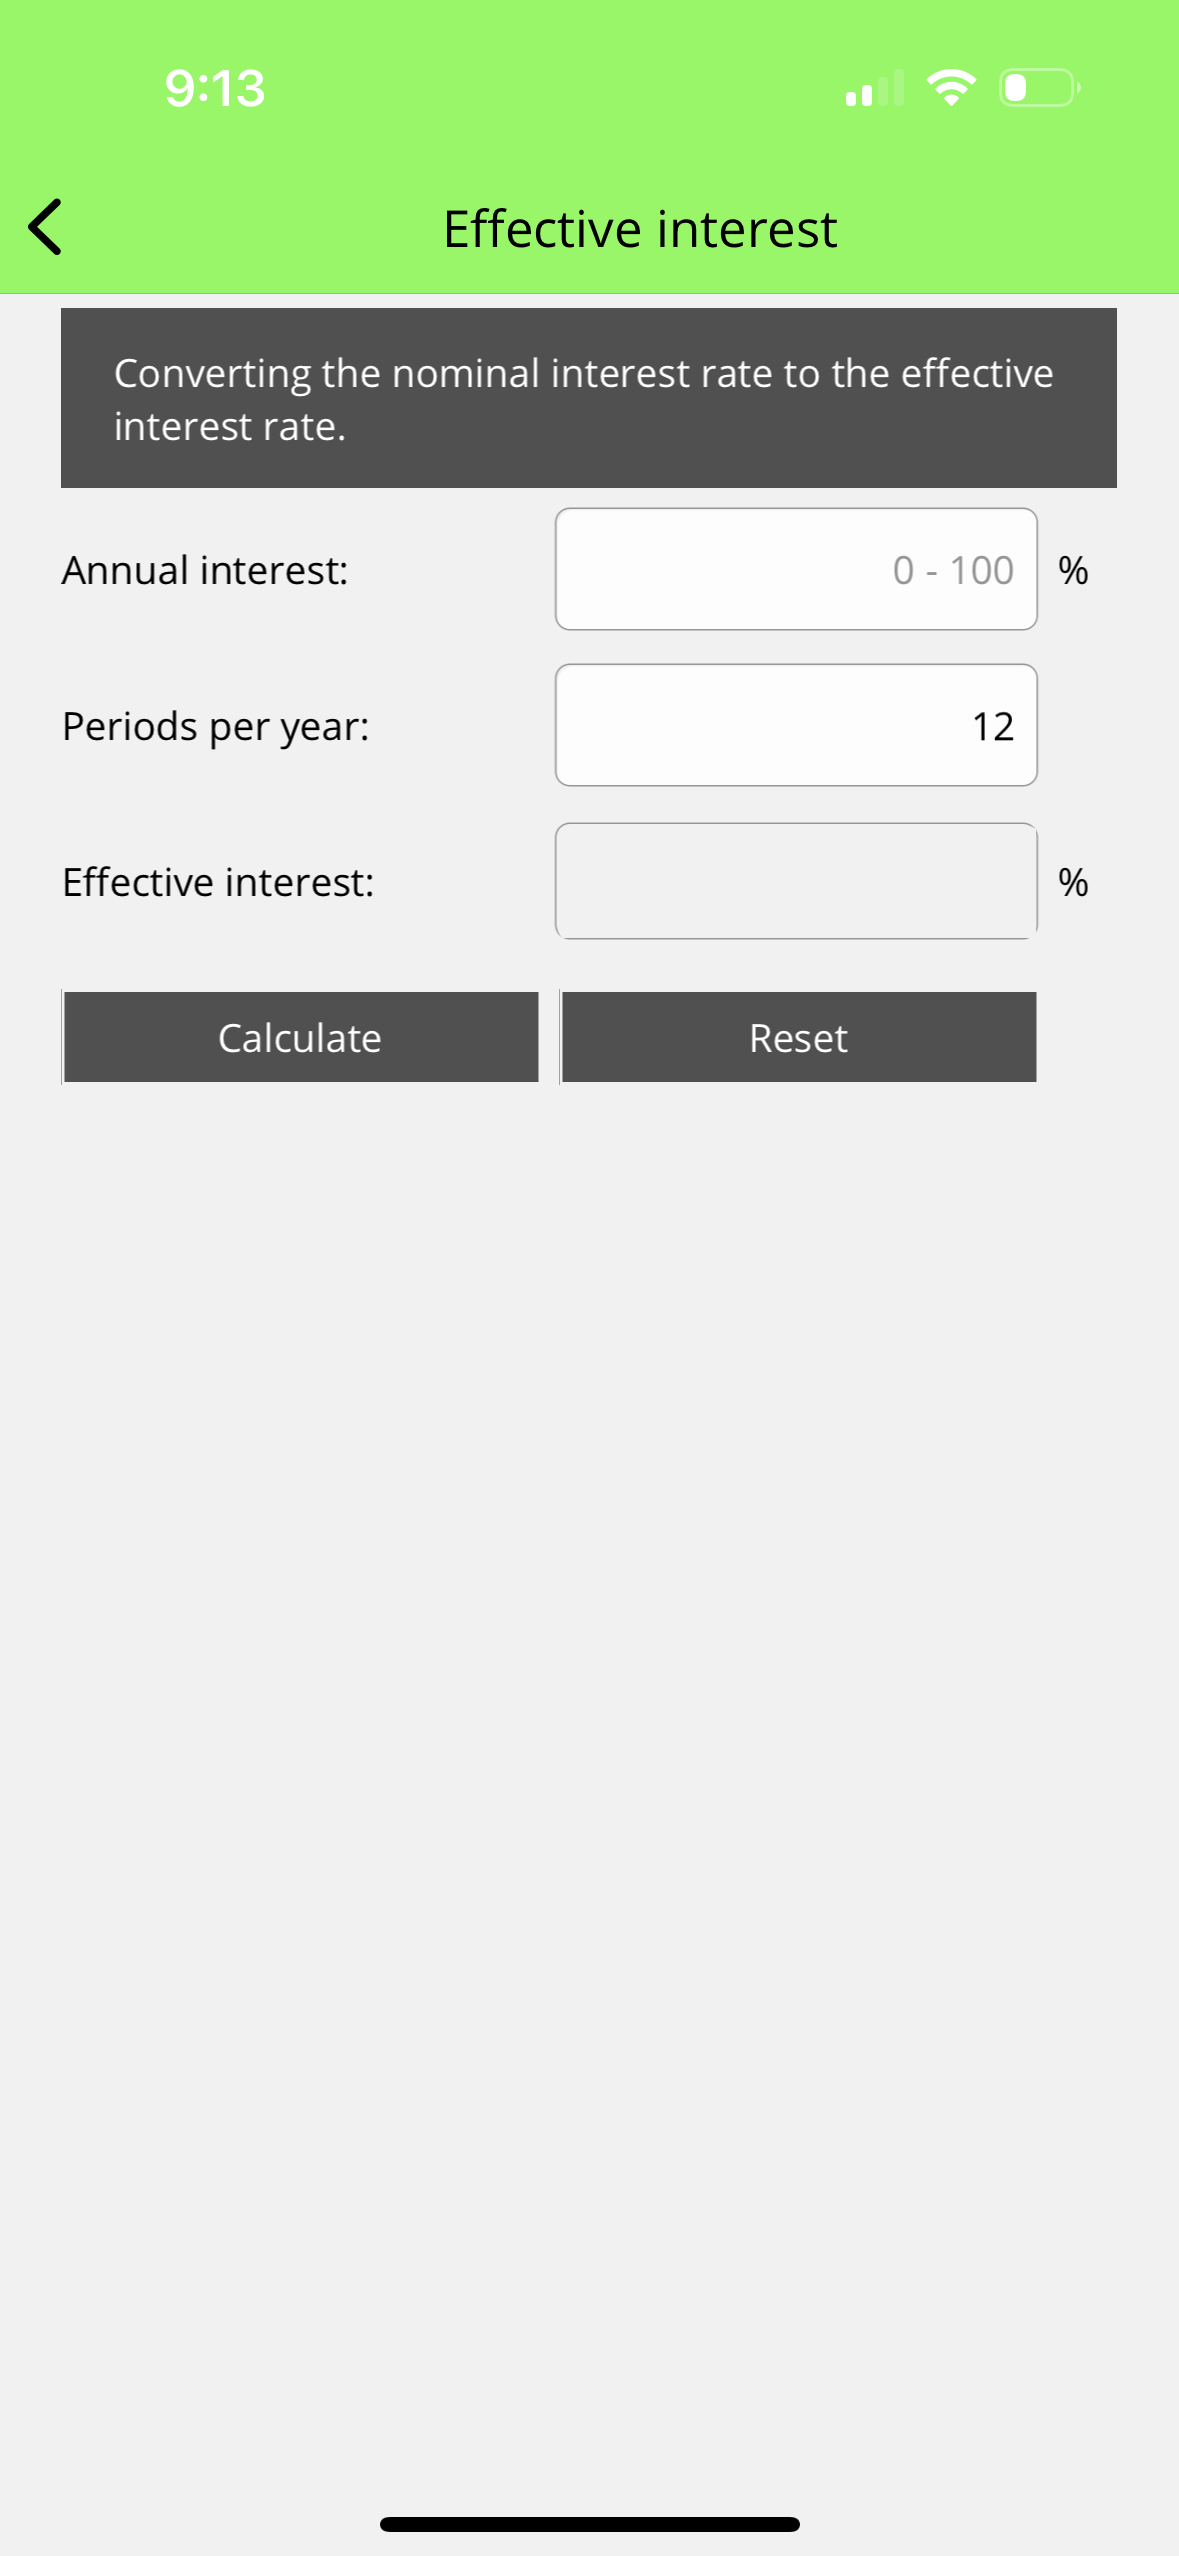 9:13
Effective interest
Converting the nominal interest rate to the effective
interest rate.
Annual interest: 0 - 100 %
Periods per year: 12
Effective interest: %
Calculate Reset